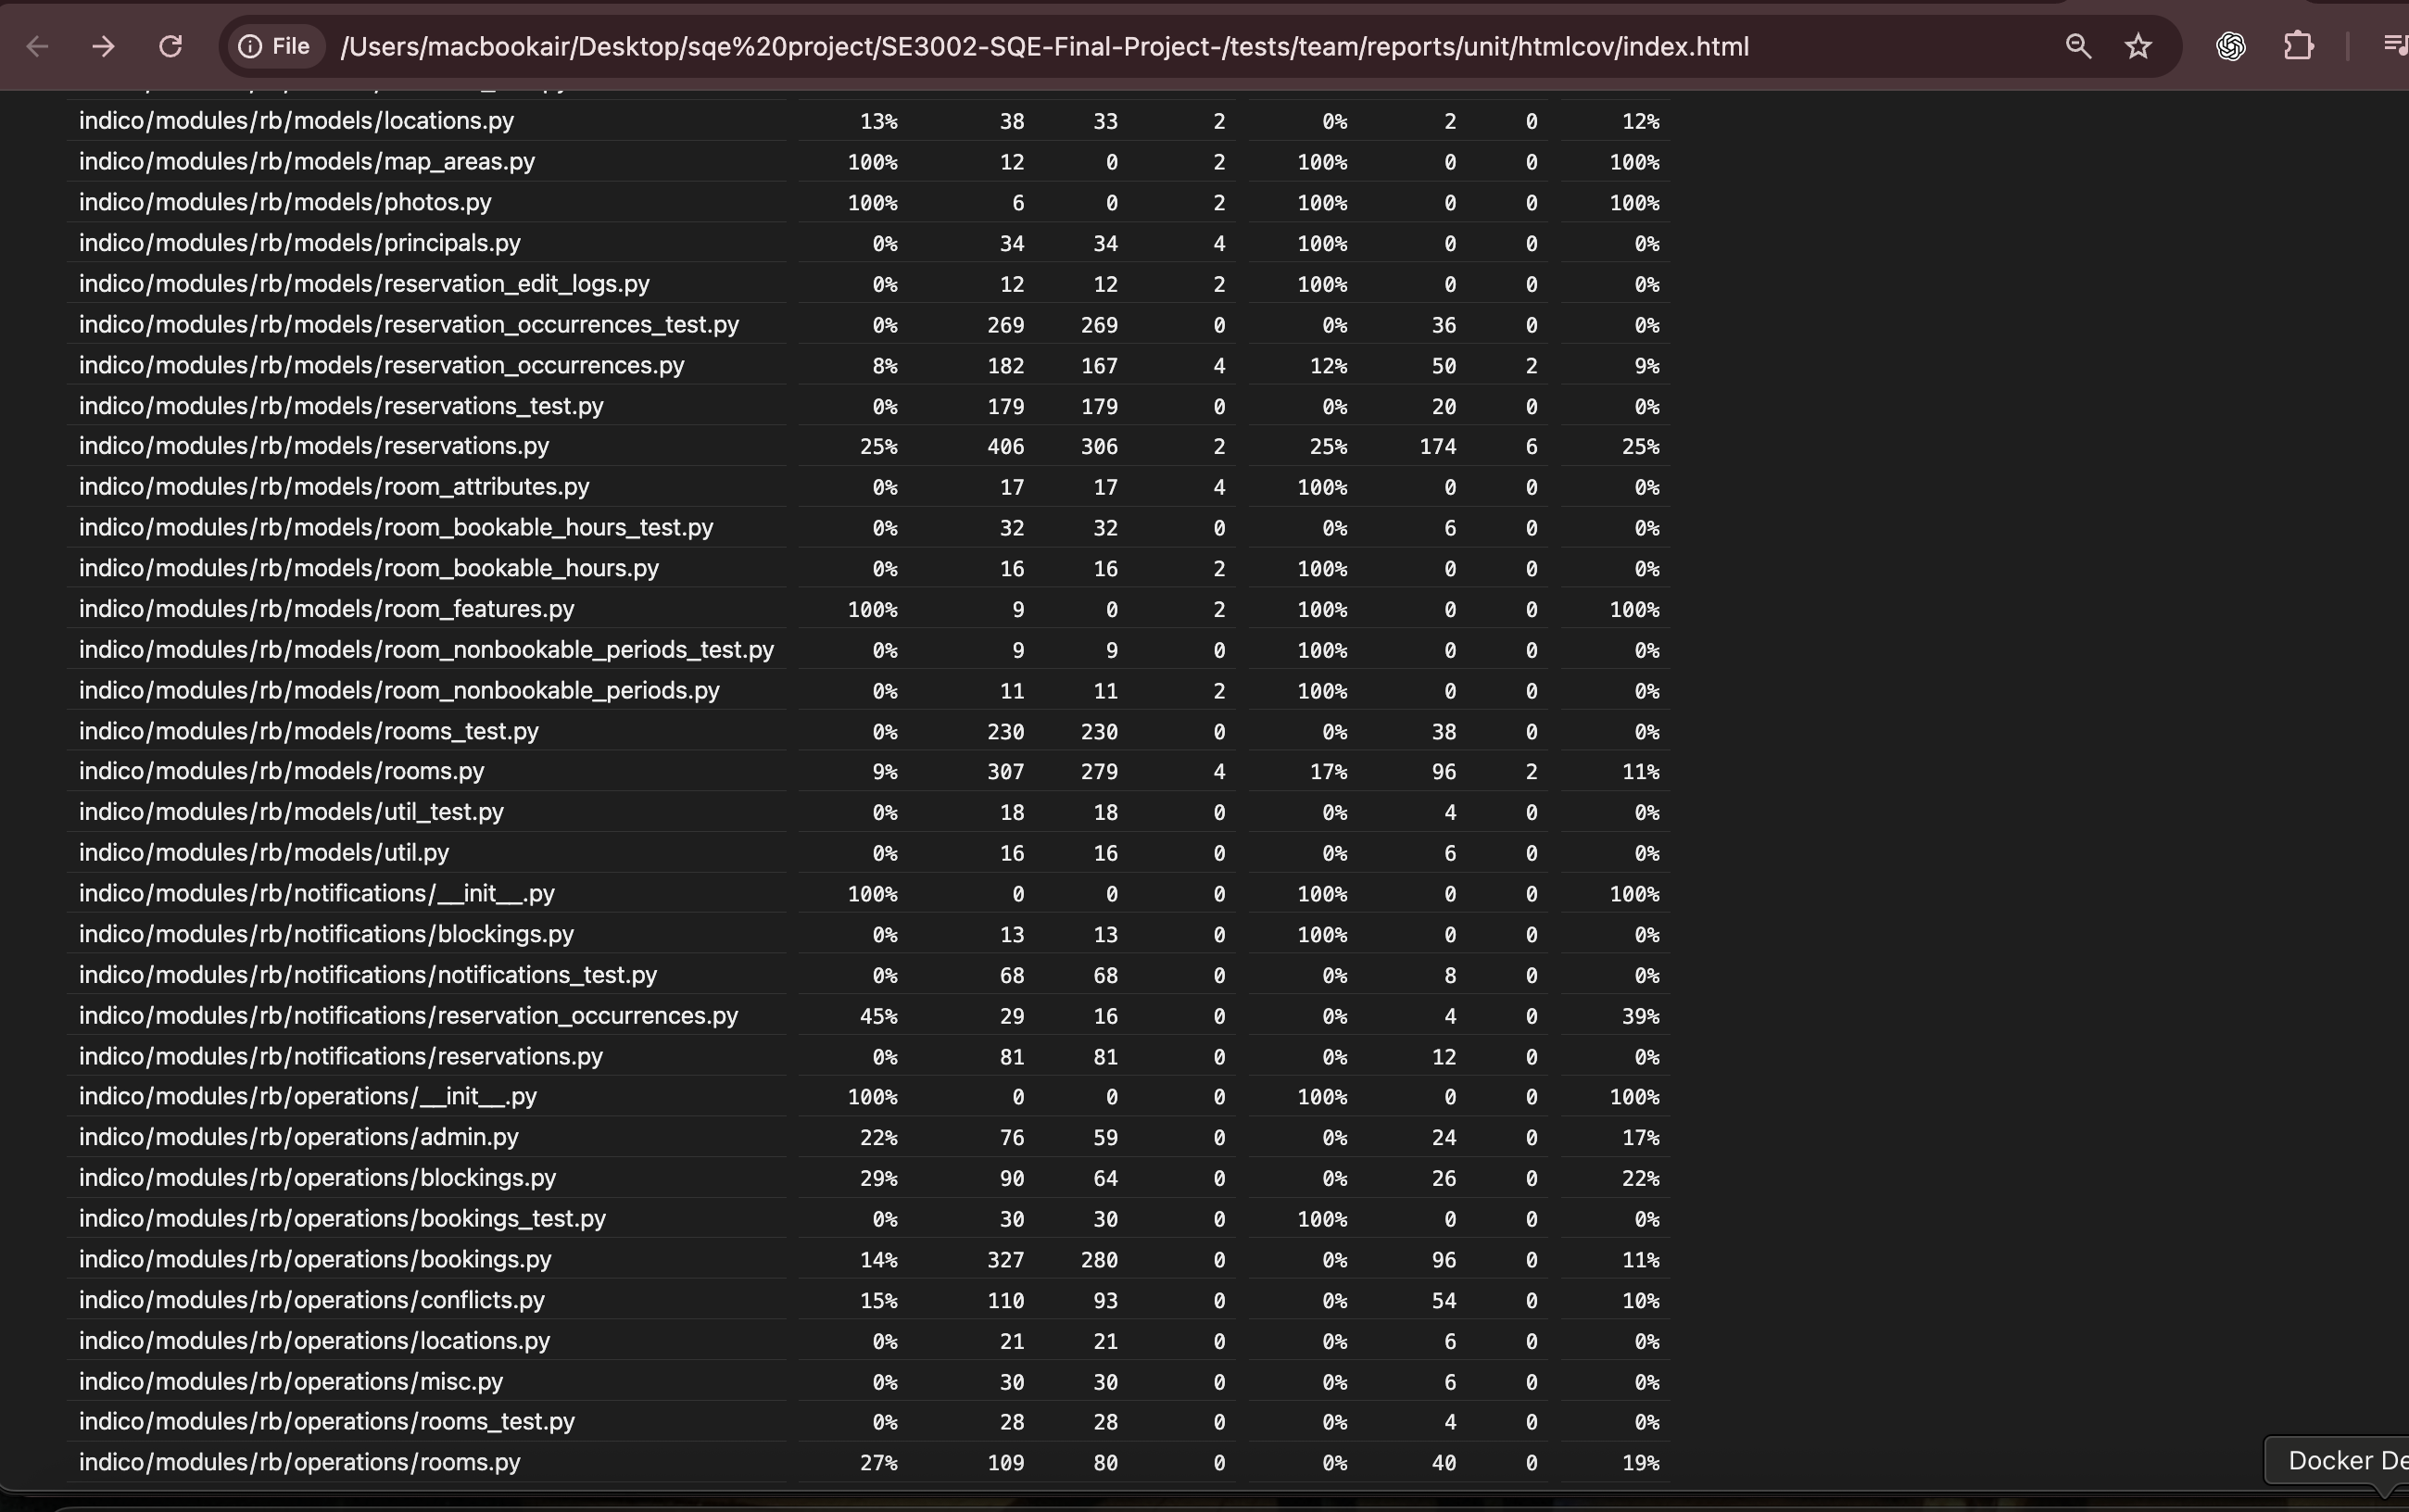 File /Users/macbookair/Desktop/sqe%20project/SE3002-SQE-Final-Project-/tests/team/reports/unit/htmlcov/index.html
indico/modules/rb/models/locations.py 13% 38 33 2 0% 2 0 12%
indico/modules/rb/models/map_areas.py 100% 12 0 2 100% 0 0 100%
indico/modules/rb/models/photos.py 100% 6 0 2 100% 0 0 100%
indico/modules/rb/models/principals.py 0% 34 34 4 100% 0 0 0%
indico/modules/rb/models/reservation_edit_logs.py 0% 12 12 2 100% 0 0 0%
indico/modules/rb/models/reservation_occurrences_test.py 0% 269 269 0 0% 36 0 0%
indico/modules/rb/models/reservation_occurrences.py 8% 182 167 4 12% 50 2 9%
indico/modules/rb/models/reservations_test.py 0% 179 179 0 0% 20 0 0%
indico/modules/rb/models/reservations.py 25% 406 306 2 25% 174 6 25%
indico/modules/rb/models/room_attributes.py 0% 17 17 4 100% 0 0 0%
indico/modules/rb/models/room_bookable_hours_test.py 0% 32 32 0 0% 6 0 0%
indico/modules/rb/models/room_bookable_hours.py 0% 16 16 2 100% 0 0 0%
indico/modules/rb/models/room_features.py 100% 9 0 2 100% 0 0 100%
indico/modules/rb/models/room_nonbookable_periods_test.py 0% 9 9 0 100% 0 0 0%
indico/modules/rb/models/room_nonbookable_periods.py 0% 11 11 2 100% 0 0 0%
indico/modules/rb/models/rooms_test.py 0% 230 230 0 0% 38 0 0%
indico/modules/rb/models/rooms.py 9% 307 279 4 17% 96 2 11%
indico/modules/rb/models/util_test.py 0% 18 18 0 0% 4 0 0%
indico/modules/rb/models/util.py 0% 16 16 0 0% 6 0 0%
indico/modules/rb/notifications/__init__.py 100% 0 0 0 100% 0 0 100%
indico/modules/rb/notifications/blockings.py 0% 13 13 0 100% 0 0 0%
indico/modules/rb/notifications/notifications_test.py 0% 68 68 0 0% 8 0 0%
indico/modules/rb/notifications/reservation_occurrences.py 45% 29 16 0 0% 4 0 39%
indico/modules/rb/notifications/reservations.py 0% 81 81 0 0% 12 0 0%
indico/modules/rb/operations/__init__.py 100% 0 0 0 100% 0 0 100%
indico/modules/rb/operations/admin.py 22% 76 59 0 0% 24 0 17%
indico/modules/rb/operations/blockings.py 29% 90 64 0 0% 26 0 22%
indico/modules/rb/operations/bookings_test.py 0% 30 30 0 100% 0 0 0%
indico/modules/rb/operations/bookings.py 14% 327 280 0 0% 96 0 11%
indico/modules/rb/operations/conflicts.py 15% 110 93 0 0% 54 0 10%
indico/modules/rb/operations/locations.py 0% 21 21 0 0% 6 0 0%
indico/modules/rb/operations/misc.py 0% 30 30 0 0% 6 0 0%
indico/modules/rb/operations/rooms_test.py 0% 28 28 0 0% 4 0 0%
indico/modules/rb/operations/rooms.py 27% 109 80 0 0% 40 0 19%
Docker De